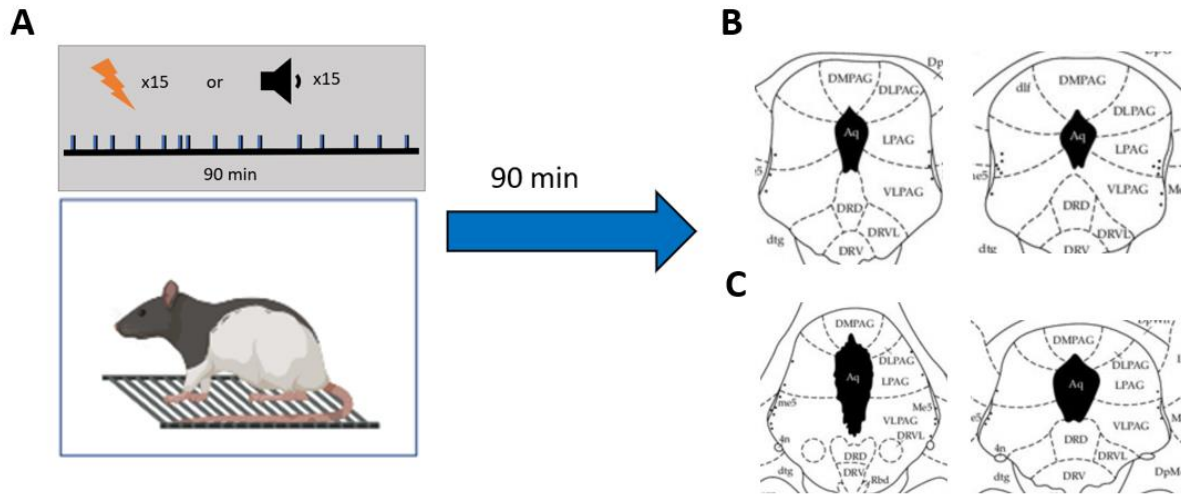 A
x15 or x15
90 min
90 min
B
DMPAG
DLPAG
Aq
LPAG
VLPAG
DRD
DRVL
DRV
dtg
DMPAG
dlf
DLPAG
Aq
LPAG
me5
VLPAG
DRD
DRVL
DRV
dtg
C
DMPAG
DLPAG
Aq
LPAG
me5
Me5
VLPAG
4n
DRVL
DRD
dtg
DRV
Rbd
DMPAG
DLPAG
Aq
LPAG
VLPAG
4n
DRD
DRVL
dtg
DRV